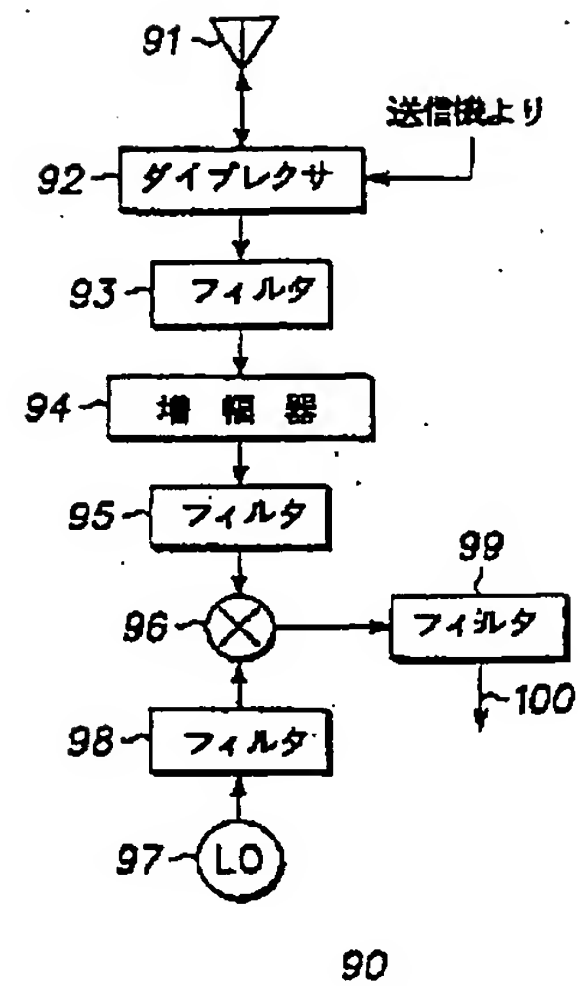 91
送信機より
92
ダイプレクサ
93
フィルタ
94
増幅器
95
フィルタ
99
96
フィルタ
100
98
フィルタ
97
LO
90